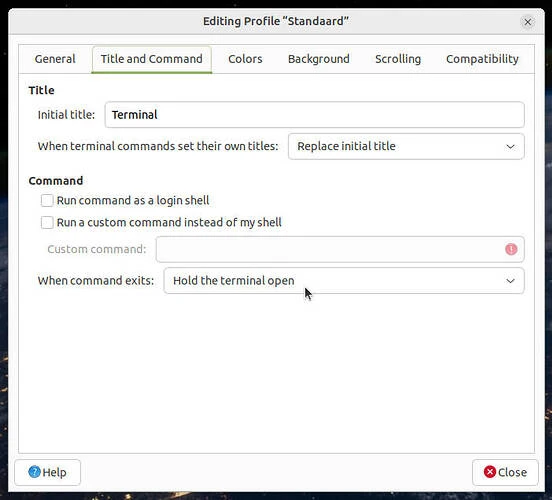 Editing Profile “Standaard”
General Title and Command Colors Background Scrolling Compatibility
Title
Initial title: Terminal
When terminal commands set their own titles: Replace initial title
Command
Run command as a login shell
Run a custom command instead of my shell
Custom command:
When command exits: Hold the terminal open
Help Close